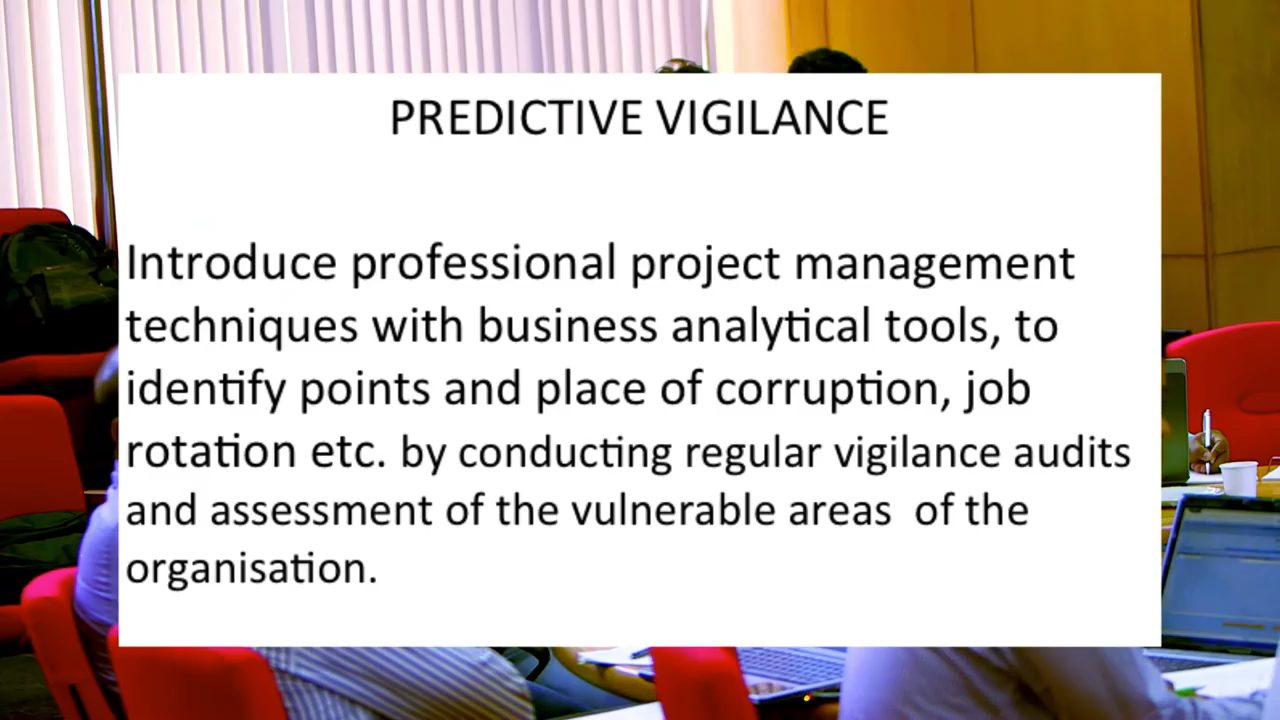 PREDICTIVE VIGILANCE
Introduce professional project management
techniques with business analytical tools, to
identify points and place of corruption, job
rotation etc. by conducting regular vigilance audits
and assessment of the vulnerable areas of the
organisation.